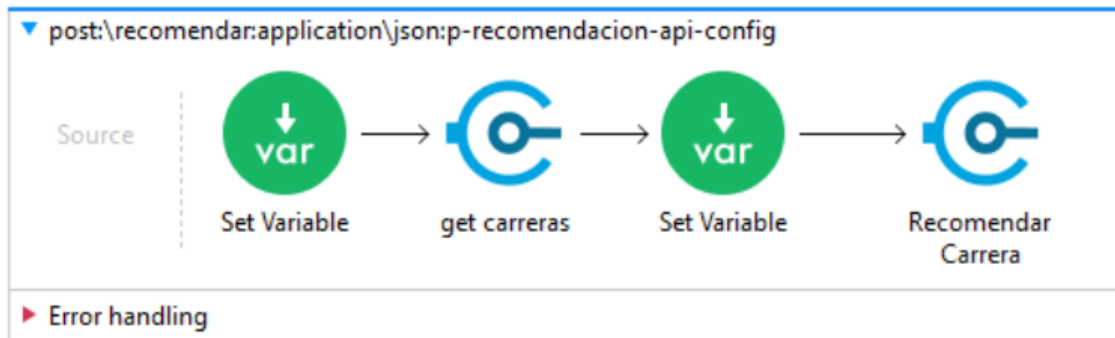 post:\recomendar:application\json:p-recomendacion-api-config
Source
var
var
Set Variable
get carreras
Set Variable
Recomendar
Carrera
Error handling